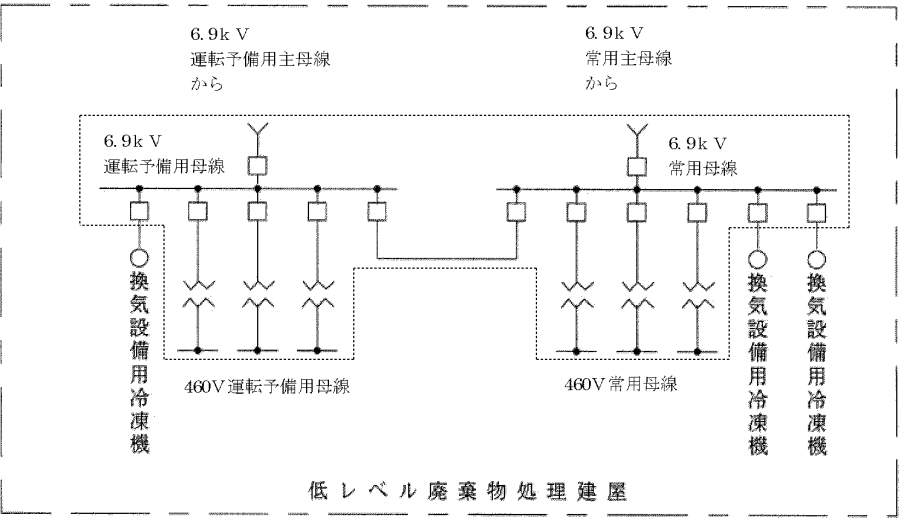 6.9kV
運転予備用主母線
から
6.9kV
常用主母線
から
6.9kV
運転予備用母線
6.9kV
常用母線
換気設備用冷凍機
換気設備用冷凍機
換気設備用冷凍機
460V運転予備用母線
460V常用母線
低レベル廃棄物処理建屋